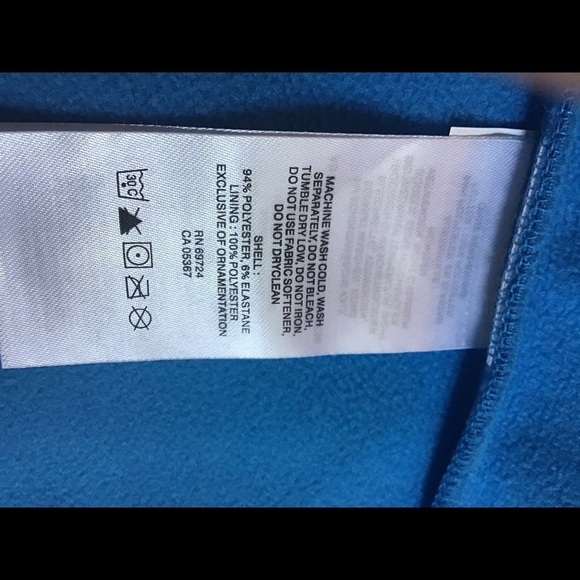 MACHINE WASH COLD, WASH
SEPARATELY. DO NOT BLEACH.
TUMBLE DRY LOW. DO NOT IRON.
DO NOT USE FABRIC SOFTENER.
DO NOT DRYCLEAN
SHELL :
94% POLYESTER, 6% ELASTANE
LINING : 100% POLYESTER
EXCLUSIVE OF ORNAMENTATION
RN 69724
CA 05367
30C